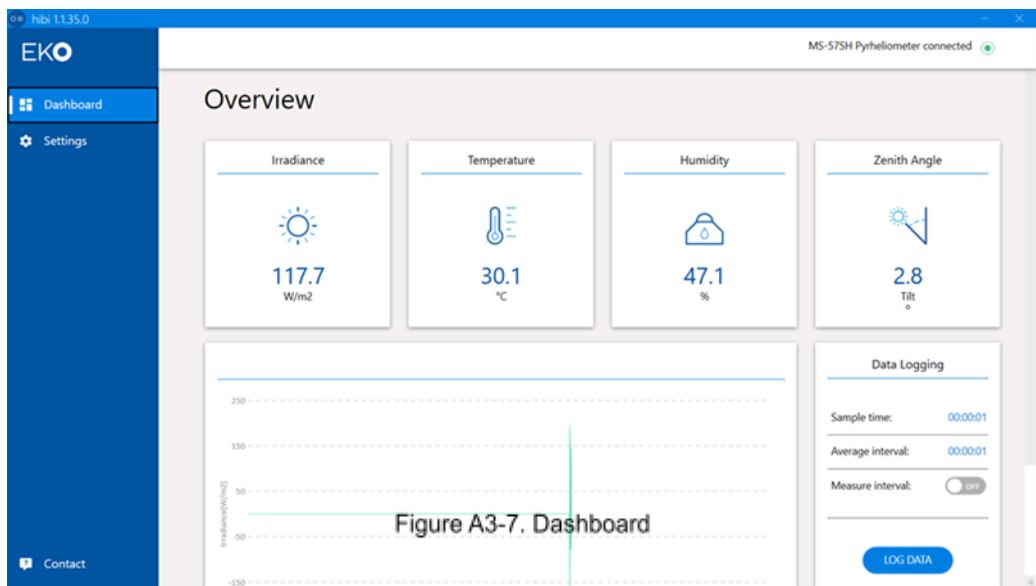 hibi 1.1.35.0
EKO
MS-57SH Pyrheliometer connected
Dashboard
Settings
Contact
Overview
Irradiance
117.7
W/m2
Temperature
30.1
°C
Humidity
47.1
%
Zenith Angle
2.8
Tilt
°
250
150
50
-50
-150
Irradiance(W/m2)
Figure A3-7. Dashboard
Data Logging
Sample time: 00:00:01
Average interval: 00:00:01
Measure interval: OFF
LOG DATA